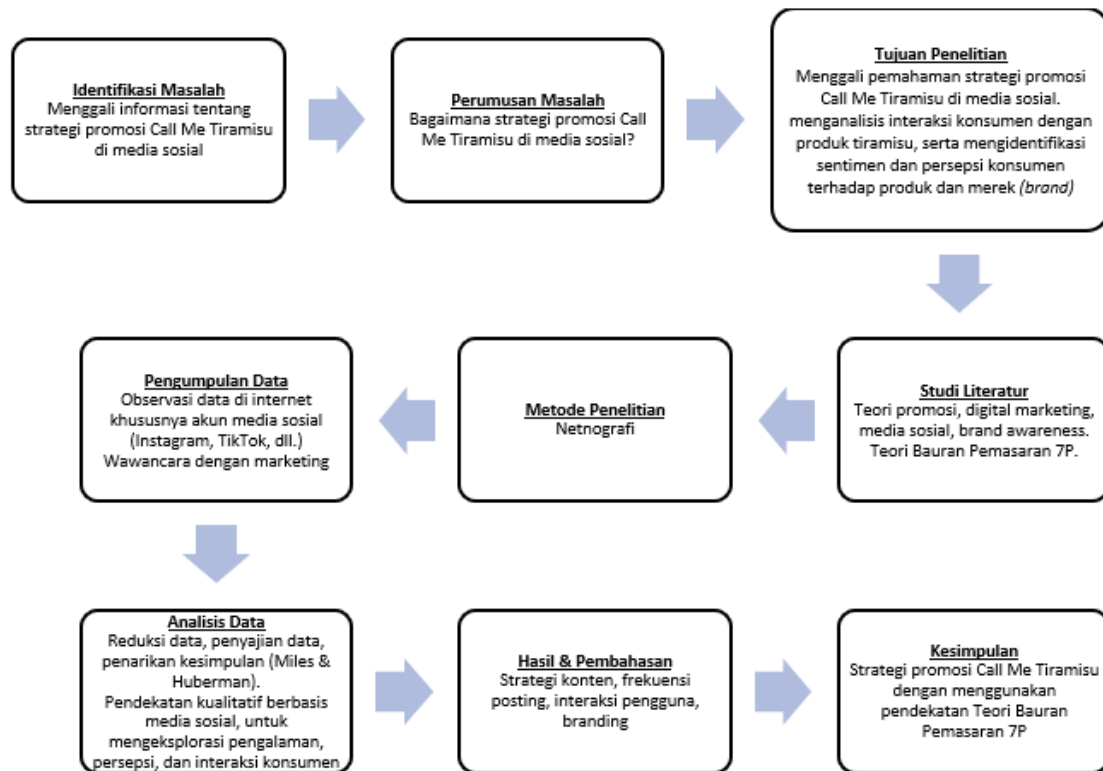 Identifikasi Masalah
Menggali informasi tentang
strategi promosi Call Me Tiramisu
di media sosial
Perumusan Masalah
Bagaimana strategi promosi Call
Me Tiramisu di media sosial?
Tujuan Penelitian
Menggali pemahaman strategi promosi
Call Me Tiramisu di media sosial.
menganalisis interaksi konsumen dengan
produk tiramisu, serta mengidentifikasi
sentimen dan persepsi konsumen
terhadap produk dan merek (brand)
Studi Literatur
Teori promosi, digital marketing,
media sosial, brand awareness.
Teori Bauran Pemasaran 7P.
Metode Penelitian
Netnografi
Pengumpulan Data
Observasi data di internet
khususnya akun media sosial
(Instagram, TikTok, dll.)
Wawancara dengan marketing
Analisis Data
Reduksi data, penyajian data,
penarikan kesimpulan (Miles &
Huberman).
Pendekatan kualitatif berbasis
media sosial, untuk
mengeksplorasi pengalaman,
persepsi, dan interaksi konsumen
Hasil & Pembahasan
Strategi konten, frekuensi
posting, interaksi pengguna,
branding
Kesimpulan
Strategi promosi Call Me Tiramisu
dengan menggunakan
pendekatan Teori Bauran
Pemasaran 7P